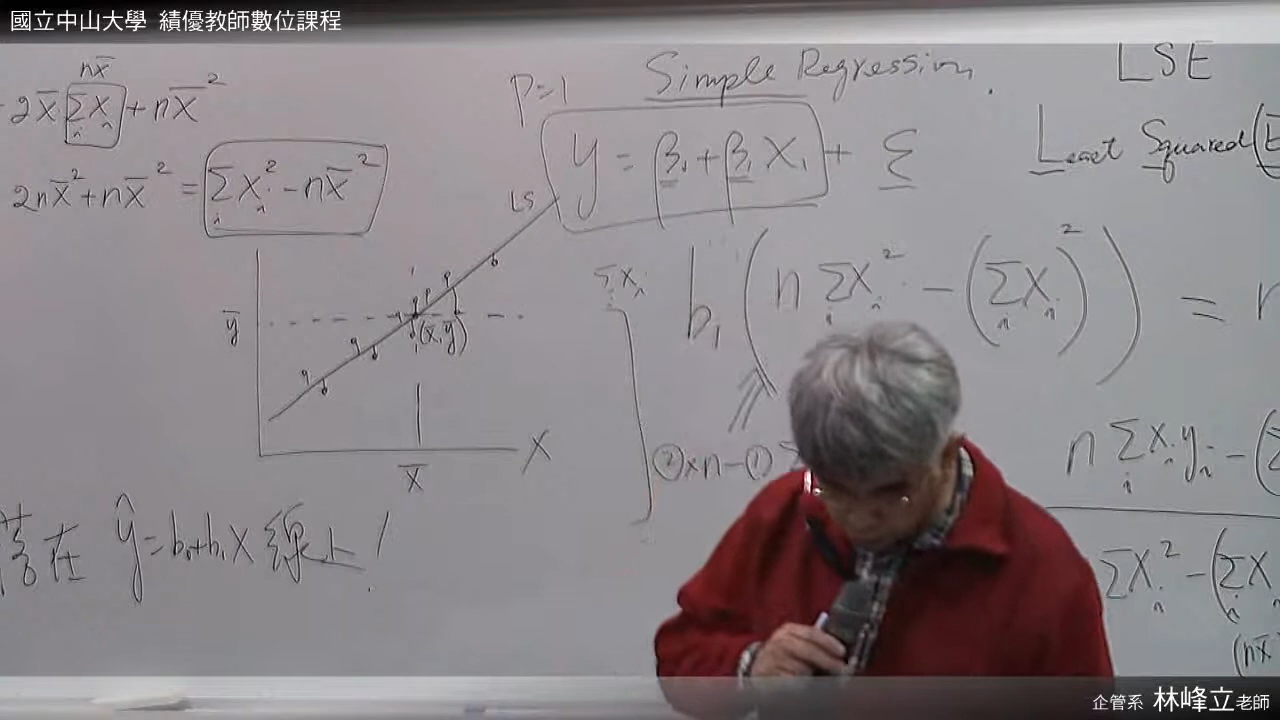 國立中山大學 績優教師數位課程
nx̄
- 2x̄ Σxᵢ + nx̄²
2nx̄² + nx̄² = Σxᵢ² - nx̄²
P=1
Simple Regression
LSE
Least Squared (E
y = β₀ + β₁ X₁ + Σ
LS
ȳ
(x̄, ȳ)
x̄
X
ΣXᵢ
b₁ ( n ΣXᵢ² - (ΣXᵢ)² ) = n
②×n-①
n Σxᵢyᵢ - (Σ
ΣXᵢ² - (ΣXᵢ
(nx̄
落在 ŷ = b₀+b₁X 線上!
企管系 林峰立老師